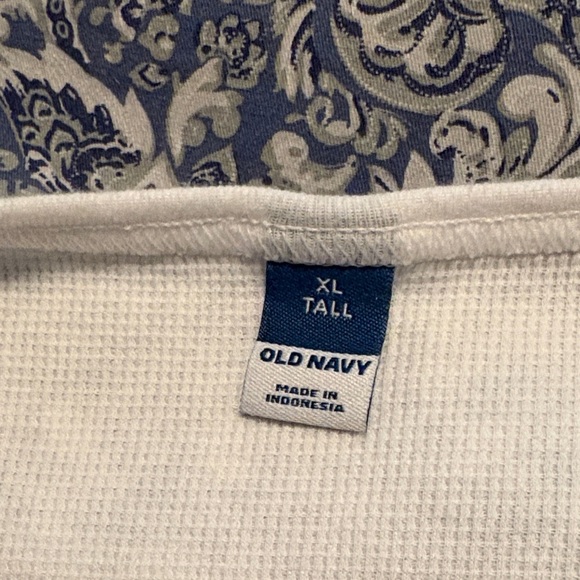 XL
TALL
OLD NAVY
MADE IN
INDONESIA